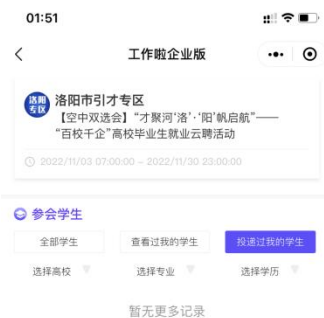 01:51
工作啦企业版
洛阳
专区
洛阳市引才专区
【空中双选会】“才聚河‘洛’·‘阳’帆启航”——
“百校千企”高校毕业生就业云聘活动
2022/11/03 07:00:00 – 2022/11/30 23:00:00
参会学生
全部学生
查看过我的学生
投递过我的学生
选择高校
选择专业
选择学历
暂无更多记录